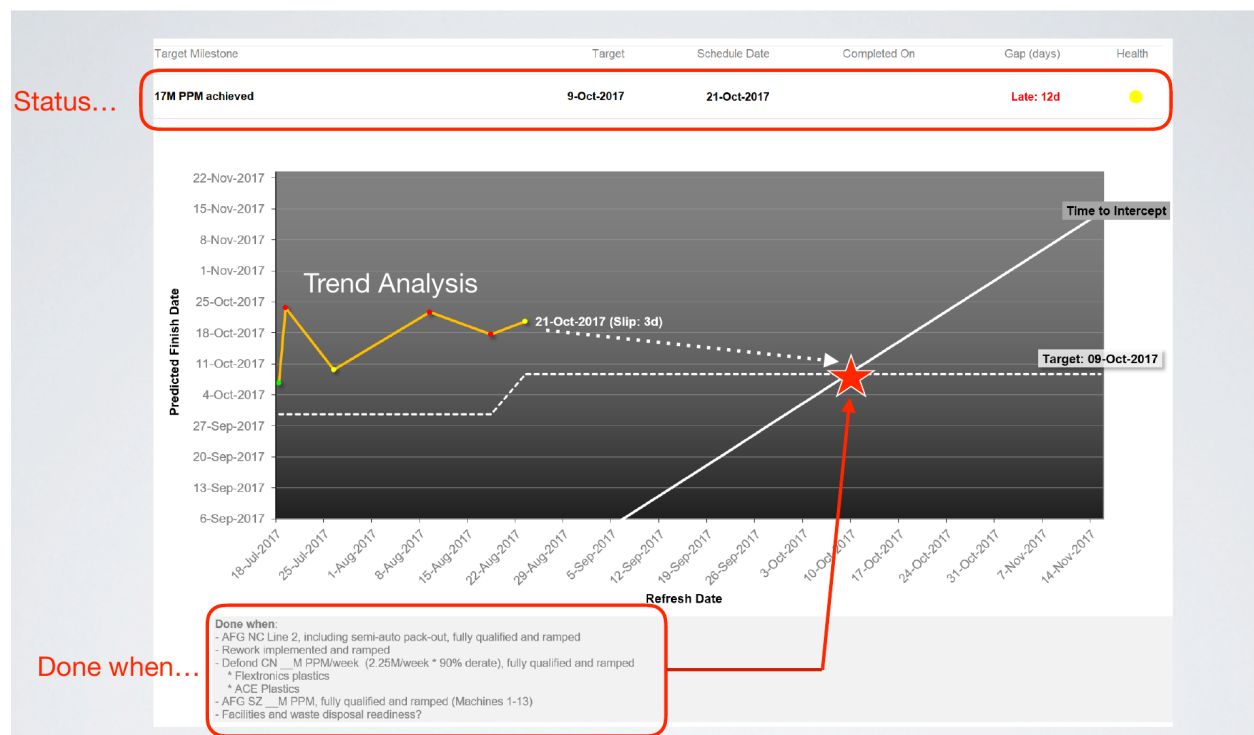 Target Milestone Target Schedule Date Completed On Gap (days) Health
Status…
17M PPM achieved 9-Oct-2017 21-Oct-2017 Late: 12d
22-Nov-2017
15-Nov-2017
Time to Intercept
8-Nov-2017
1-Nov-2017
Trend Analysis
25-Oct-2017
21-Oct-2017 (Slip: 3d)
18-Oct-2017
11-Oct-2017
Target: 09-Oct-2017
4-Oct-2017
27-Sep-2017
20-Sep-2017
13-Sep-2017
6-Sep-2017
Predicted Finish Date
18-Jul-2017
25-Jul-2017
1-Aug-2017
8-Aug-2017
15-Aug-2017
22-Aug-2017
29-Aug-2017
5-Sep-2017
12-Sep-2017
19-Sep-2017
26-Sep-2017
3-Oct-2017
10-Oct-2017
17-Oct-2017
24-Oct-2017
31-Oct-2017
7-Nov-2017
14-Nov-2017
Refresh Date
Done when…
Done when:
- AFG NC Line 2, including semi-auto pack-out, fully qualified and ramped
- Rework implemented and ramped
- Defond CN __M PPM/week (2.25M/week * 90% derate), fully qualified and ramped
* Flextronics plastics
* ACE Plastics
- AFG SZ __M PPM, fully qualified and ramped (Machines 1-13)
- Facilities and waste disposal readiness?